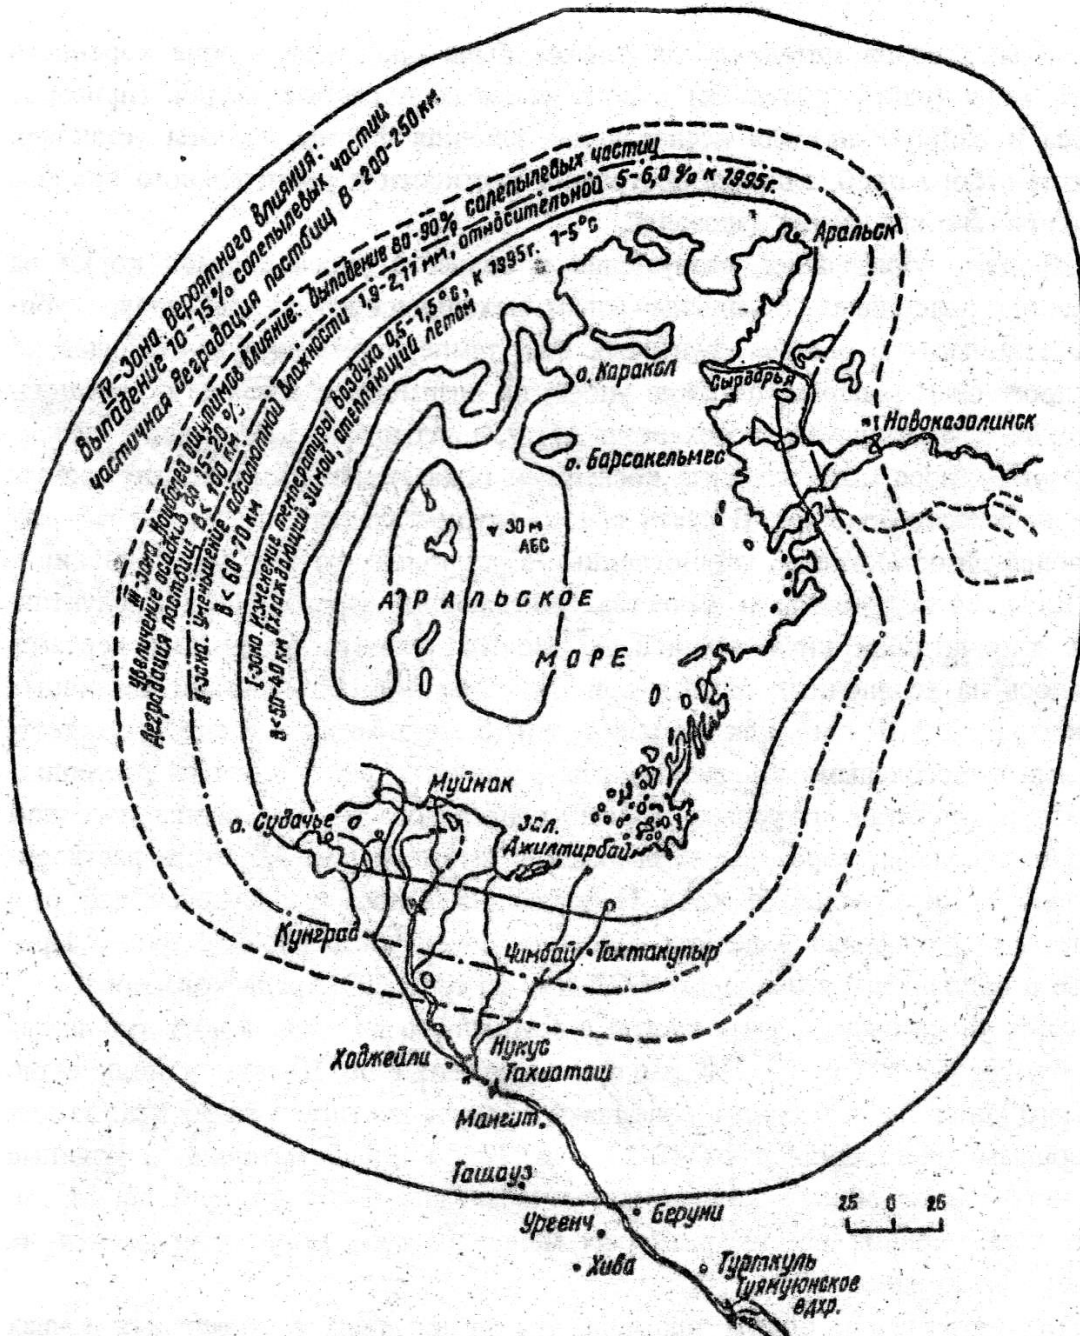 IV-Зона. Вероятного влияния:
Выпадение 10-15% солепылевых частиц
частичная деградация пастбищ В-200-250 км.
III-зона Наиболее ощутимое влияние: выпадение 80-90% солепылевых частиц
увеличение осадков до 15-20 %
Деградация пастбищ В < 100 км
II-зона. уменьшение абсолютной влажности 1,9-2,11 мм, относительной 5-6,0% к 1995г.
В < 60-70 км
I-зона изменение температуры воздуха 0,5-1,5°С, к 1995г. 1-5°С
В < 30-40 км охлаждающий зимой, отепляющий летом
Аральск
о. Каракол
Сырдарья
Новоказалинск
о. Барсакельмес
30 м
АБС
АРАЛЬСКОЕ
МОРЕ
Муйнак
о. Судачье
зал.
Джилтирбай
Кунград
Чимбай
Тахтакупыр
Ходжейли
Нукус
Тахиаташ
Мангит
Ташауз
Ургенч
Беруни
25 0 25
Хива
Турткуль
Туямуюнское
вдхр.